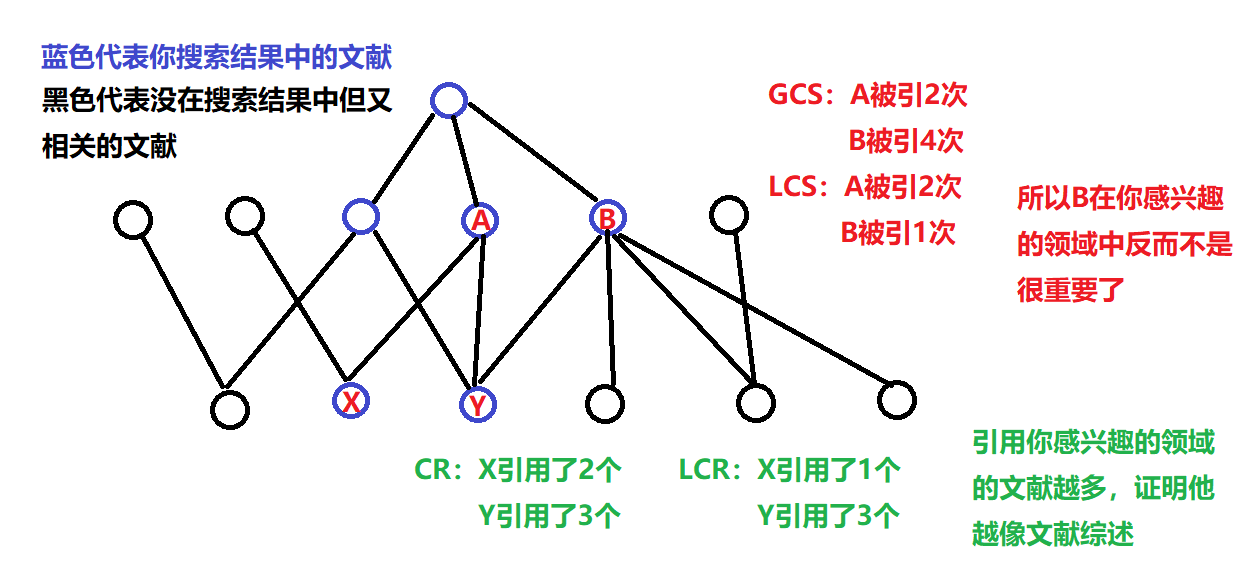 蓝色代表你搜索结果中的文献
黑色代表没在搜索结果中但又
相关的文献
GCS：A被引2次
B被引4次
LCS：A被引2次
B被引1次
所以B在你感兴趣
的领域中反而不是
很重要了
A
B
X
Y
CR：X引用了2个
Y引用了3个
LCR：X引用了1个
Y引用了3个
引用你感兴趣的领域
的文献越多，证明他
越像文献综述